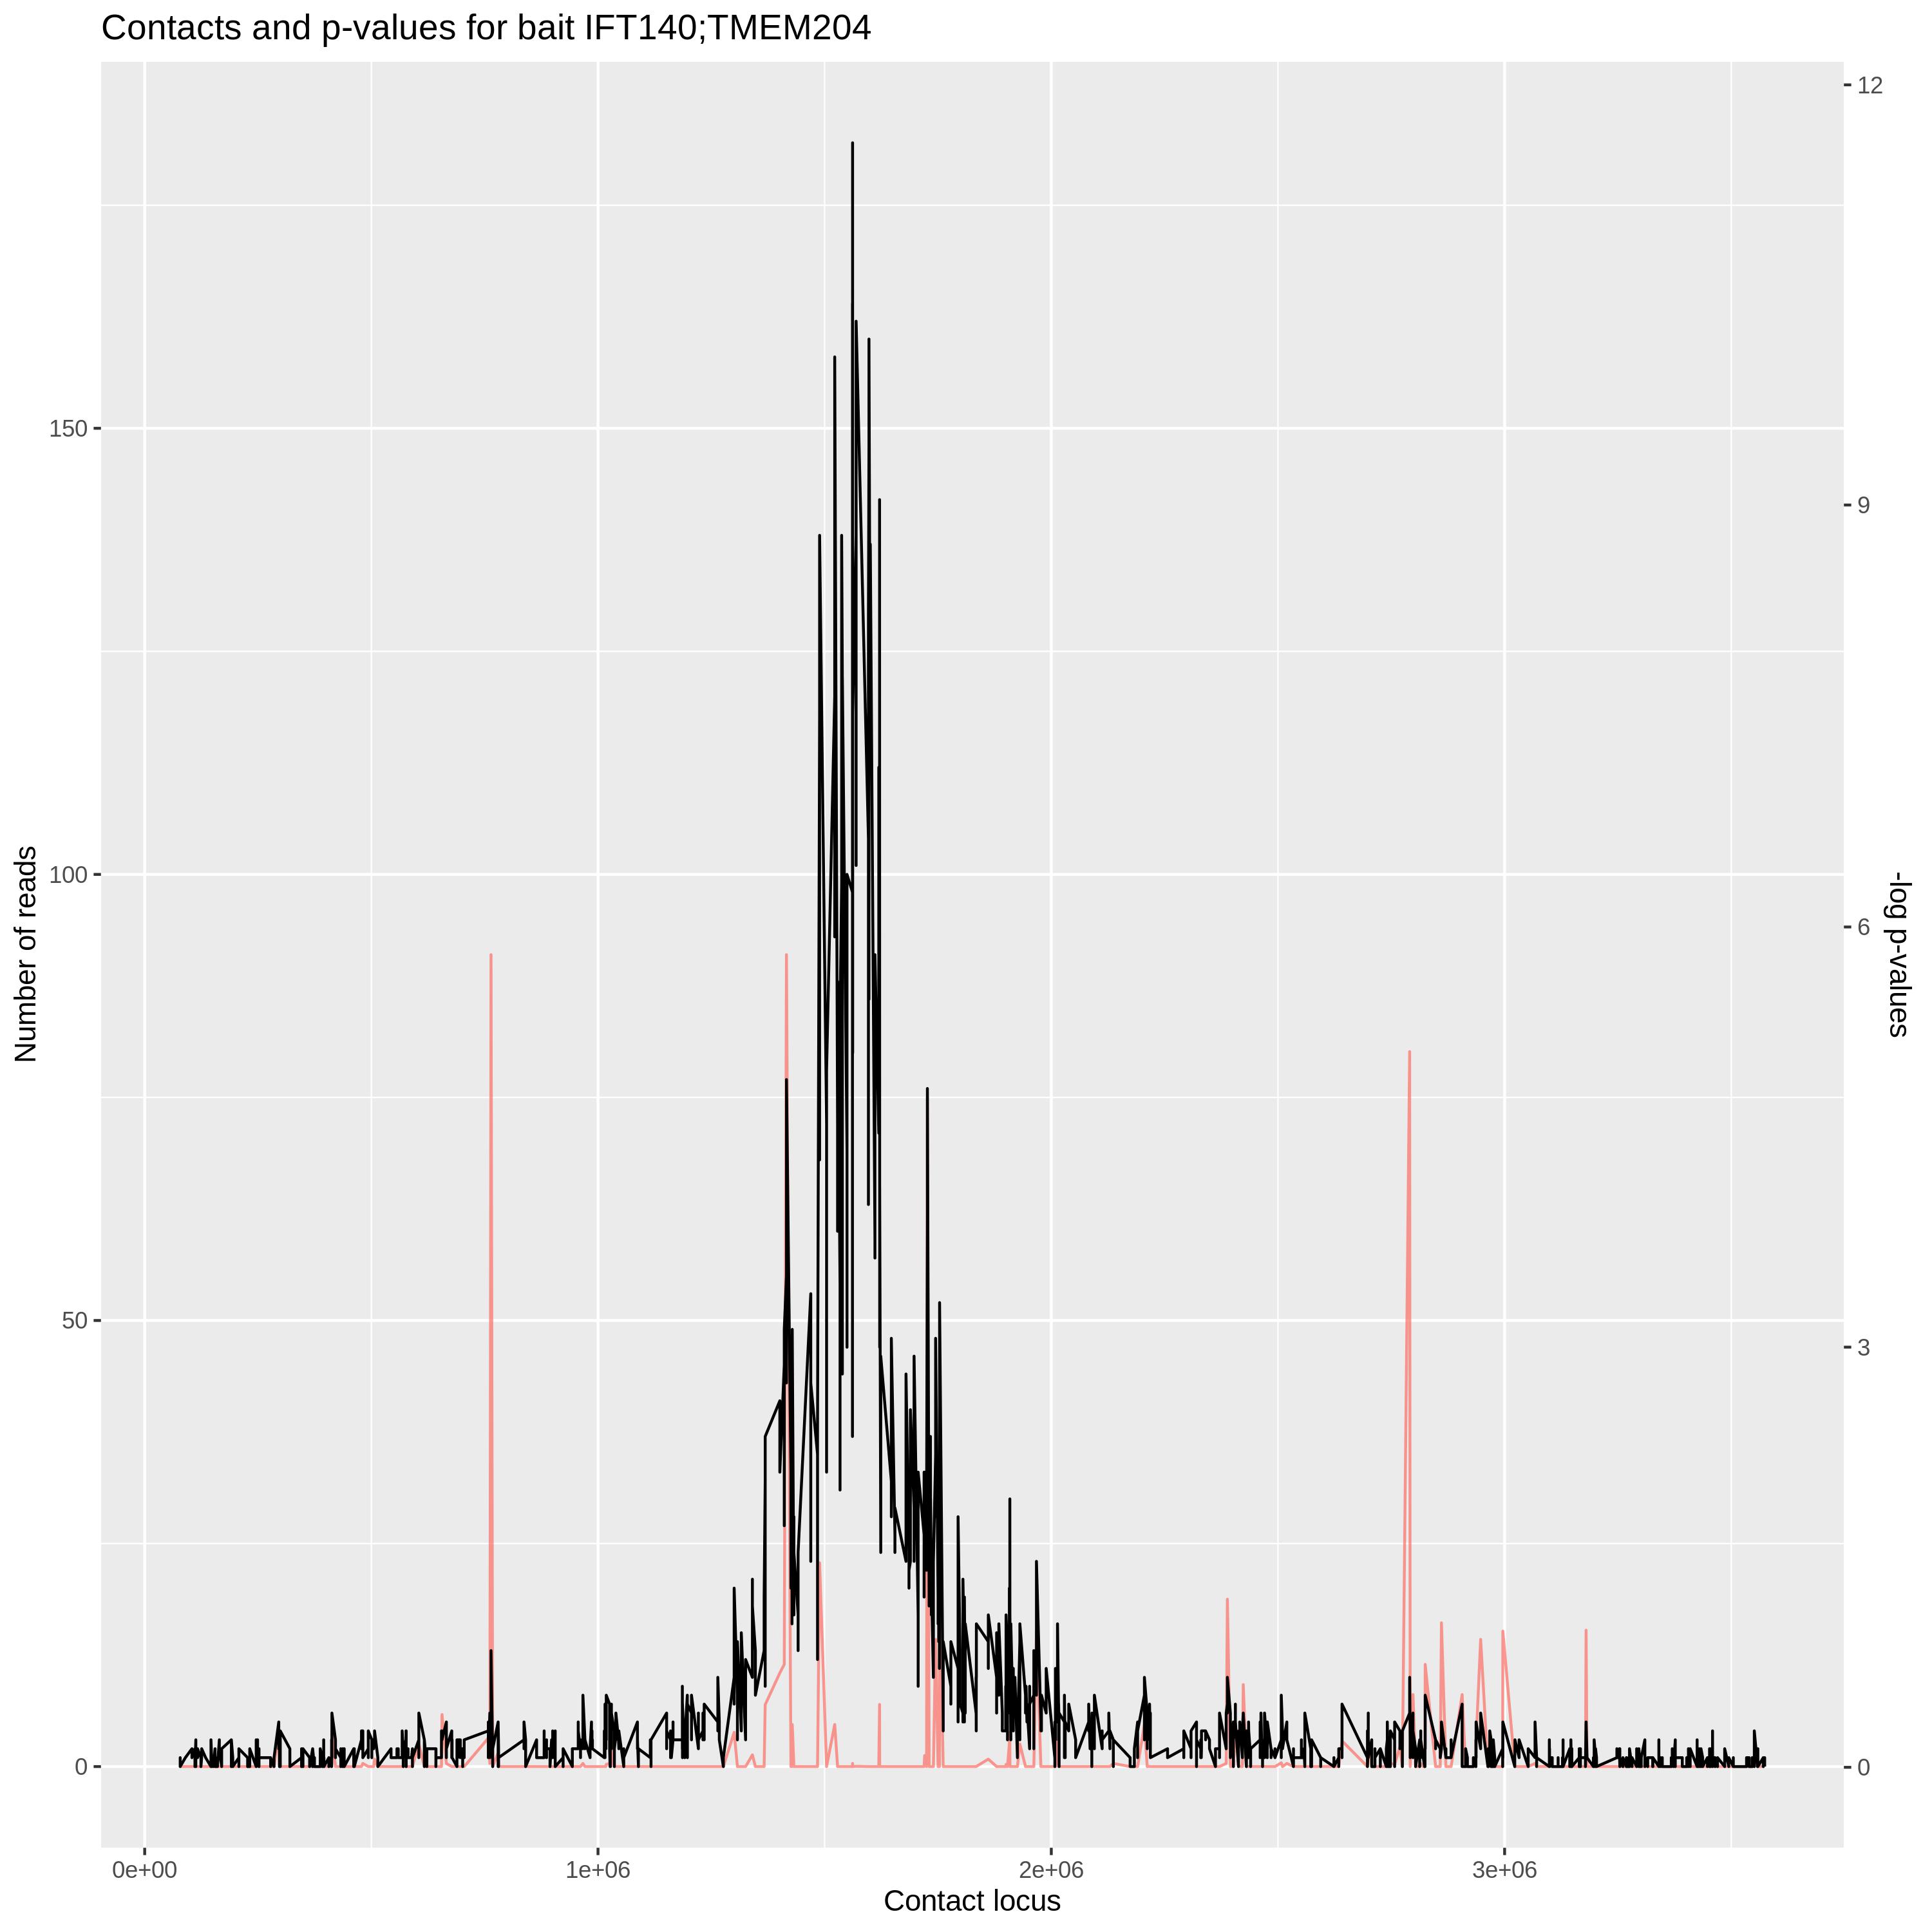 Contacts and p-values for bait IFT140;TMEM204
12
150
9
100
6
Number of reads
-log p-values
50
3
0
0
0e+00
1e+06
2e+06
3e+06
Contact locus